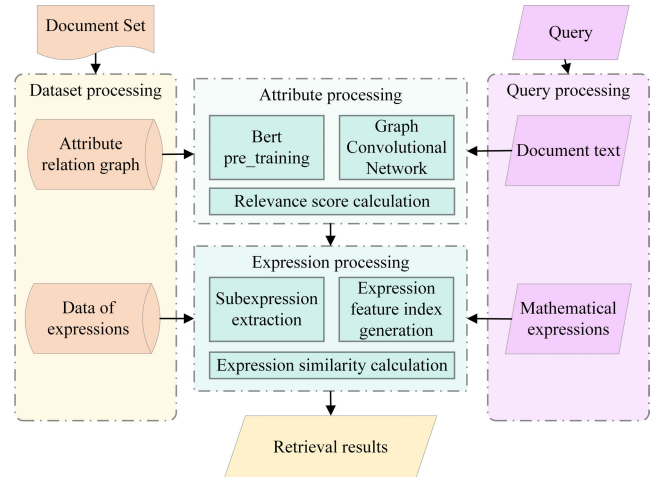 Document Set
Query
Dataset processing
Attribute
relation graph
Data of
expressions
Attribute processing
Bert
pre_training
Graph
Convolutional
Network
Relevance score calculation
Expression processing
Subexpression
extraction
Expression
feature index
generation
Expression similarity calculation
Query processing
Document text
Mathematical
expressions
Retrieval results